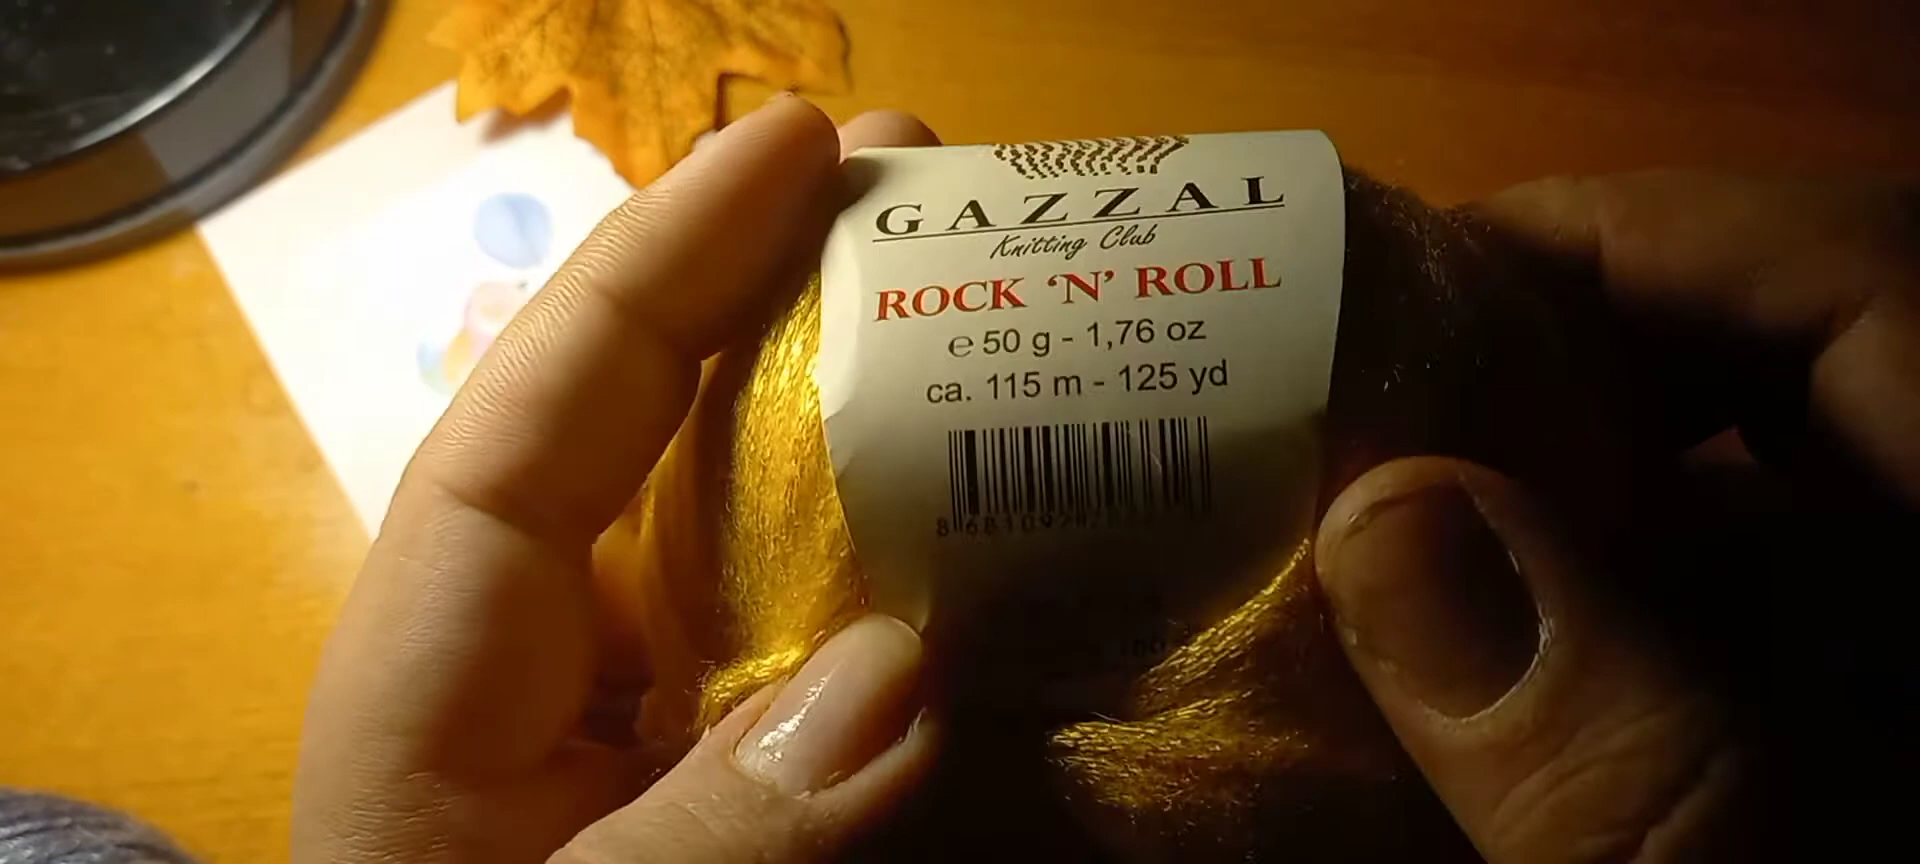 GAZZAL
Knitting Club
ROCK 'N' ROLL
℮ 50 g - 1,76 oz
ca. 115 m - 125 yd